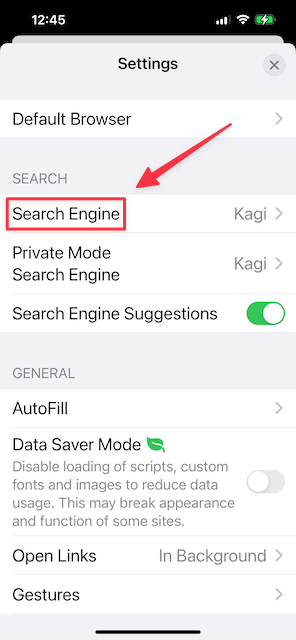 12:45
Settings
Default Browser
SEARCH
Search Engine Kagi
Private Mode
Search Engine Kagi
Search Engine Suggestions
GENERAL
AutoFill
Data Saver Mode
Disable loading of scripts, custom
fonts and images to reduce data
usage. This may break appearance
and function of some sites.
Open Links In Background
Gestures